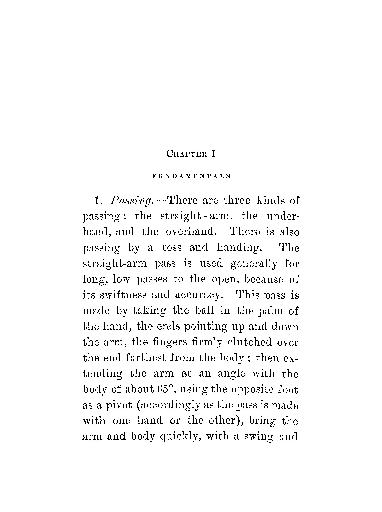 Chapter I
FUNDAMENTALS
1. Passing.—There are three kinds of
passing: the straight-arm, the under-
hand, and the overhand. There is also
passing by a toss and handing. The
straight-arm pass is used generally for
long, low passes to the open, because of
its swiftness and accuracy. This pass is
made by taking the ball in the palm of
the hand, the ends pointing up and down
the arm, the fingers firmly clutched over
the end farthest from the body; then ex-
tending the arm at an angle with the
body of about 65°, using the opposite foot
as a pivot (accordingly as the pass is made
with one hand or the other), bring the
arm and body quickly, with a swing and